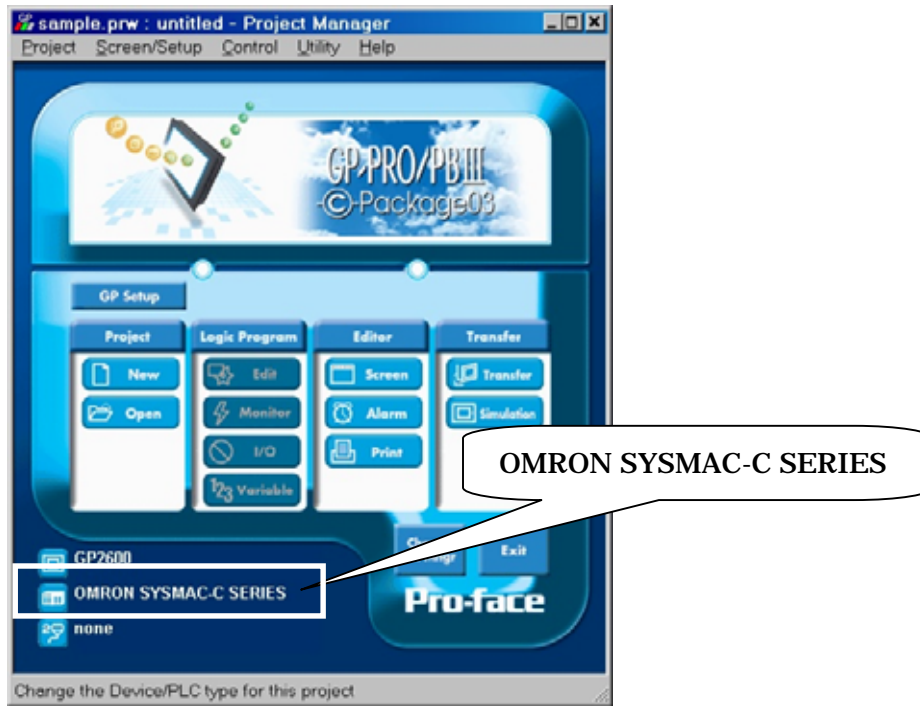 sample.prw : untitled - Project Manager
Project Screen/Setup Control Utility Help
GP-PRO/PBIII
-©-Package03
GP Setup
Project Logic Program Editor Transfer
New Edit Screen Transfer
Open Monitor Alarm Simulation
I/O Print
123 Variable
OMRON SYSMAC-C SERIES
Exit
GP2600
OMRON SYSMAC-C SERIES
Pro-face
none
Change the Device/PLC type for this project